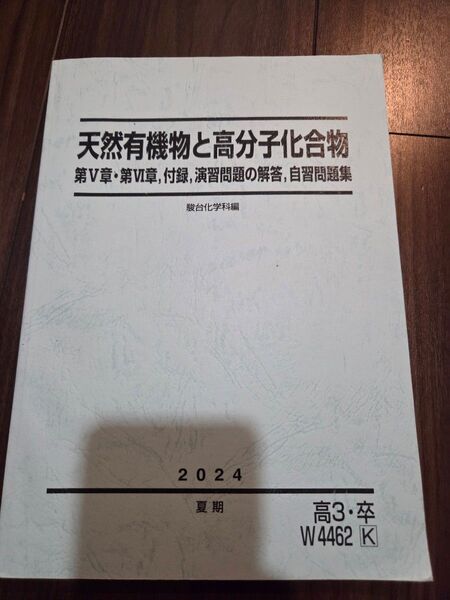 天然有機物と高分子化合物
第Ⅴ章・第Ⅵ章,付録,演習問題の解答,自習問題集
駿台化学科編
2024
夏期
高3・卒
W4462 K